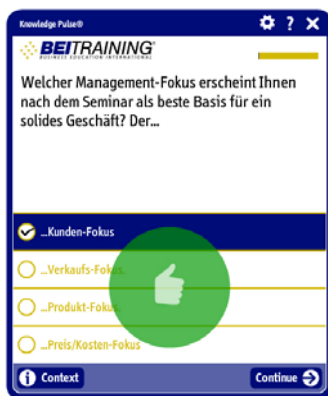 Knowledge Pulse®
? X
BEITRAINING®
BUSINESS EDUCATION INTERNATIONAL
Welcher Management-Fokus erscheint Ihnen
nach dem Seminar als beste Basis für ein
solides Geschäft? Der...
...Kunden-Fokus
...Verkaufs-Fokus
...Produkt-Fokus
...Preis/Kosten-Fokus
i Context
Continue